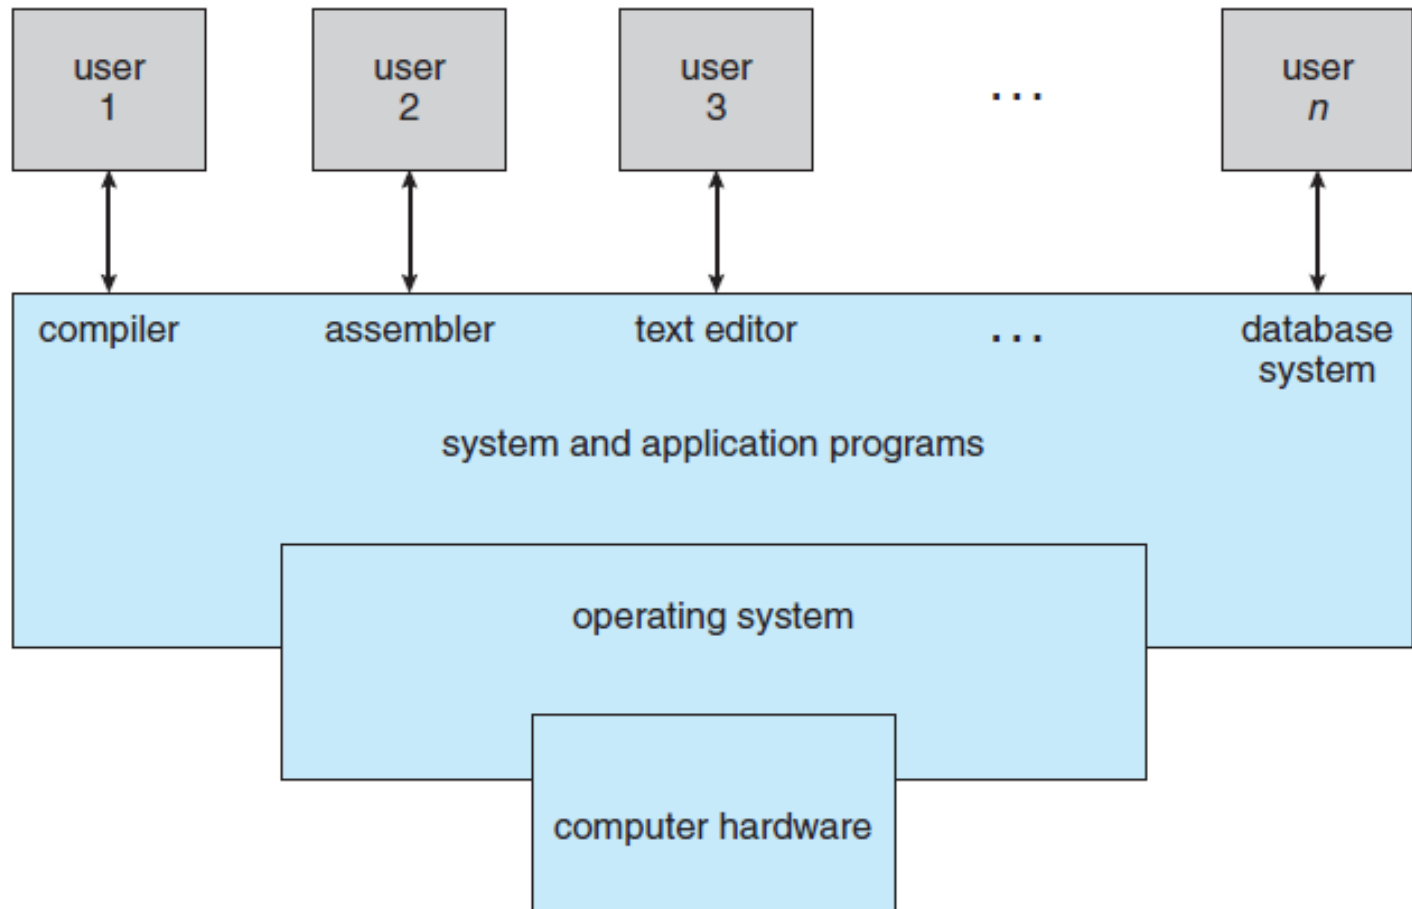 user
1
user
2
user
3
. . .
user
n
compiler
assembler
text editor
. . .
database
system
system and application programs
operating system
computer hardware